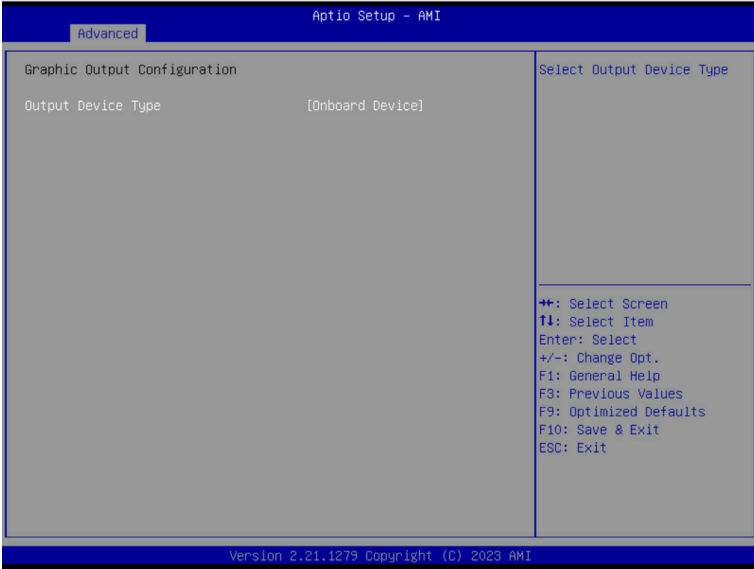 Aptio Setup – AMI
Advanced
Graphic Output Configuration
Output Device Type [Onboard Device]
Select Output Device Type
→←: Select Screen
↑↓: Select Item
Enter: Select
+/-: Change Opt.
F1: General Help
F3: Previous Values
F9: Optimized Defaults
F10: Save & Exit
ESC: Exit
Version 2.21.1279 Copyright (C) 2023 AMI